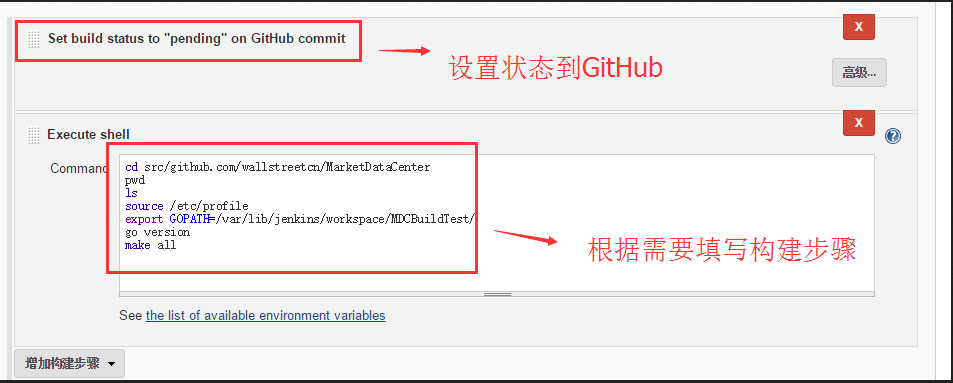 Set build status to "pending" on GitHub commit
X
设置状态到GitHub
高级...
Execute shell
X
?
Command
cd src/github.com/wallstreetcn/MarketDataCenter
pwd
ls
source /etc/profile
export GOPATH=/var/lib/jenkins/workspace/MDCBuildTest/
go version
make all
根据需要填写构建步骤
See the list of available environment variables
增加构建步骤